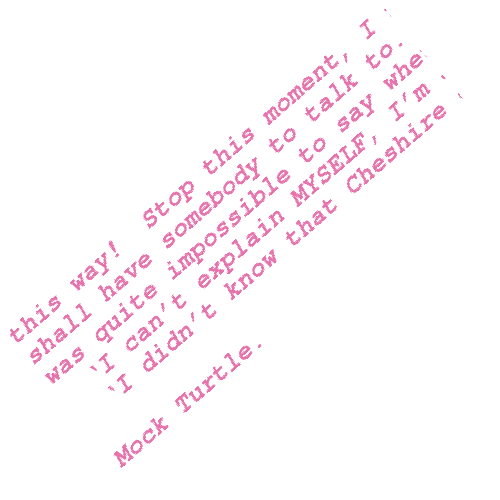 this way!  Stop this moment, I
shall have somebody to talk to.
was quite impossible to say whe
`I can't explain MYSELF, I'm
`I didn't know that Cheshire
Mock Turtle.